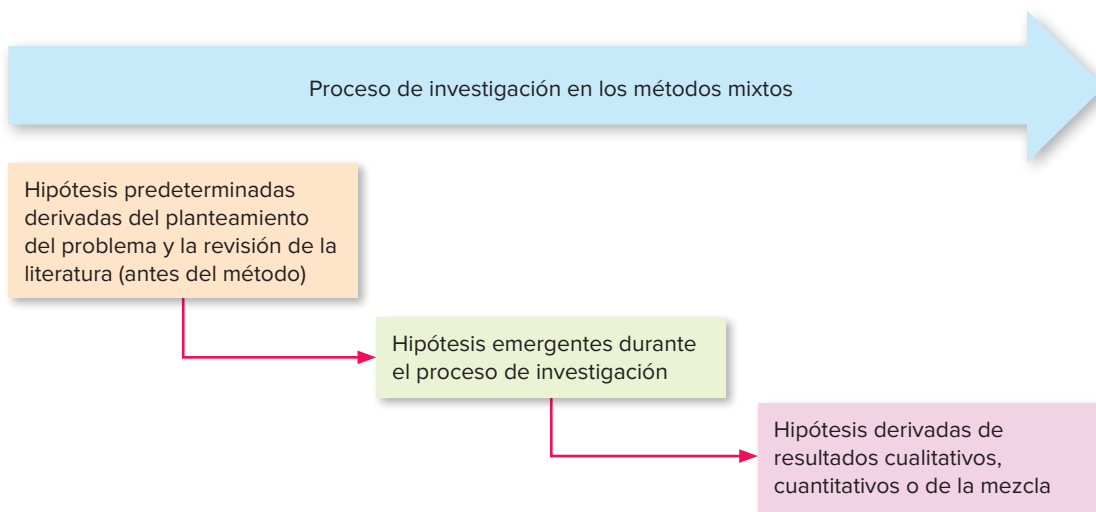 Proceso de investigación en los métodos mixtos
Hipótesis predeterminadas
derivadas del planteamiento
del problema y la revisión de la
literatura (antes del método)
Hipótesis emergentes durante
el proceso de investigación
Hipótesis derivadas de
resultados cualitativos,
cuantitativos o de la mezcla